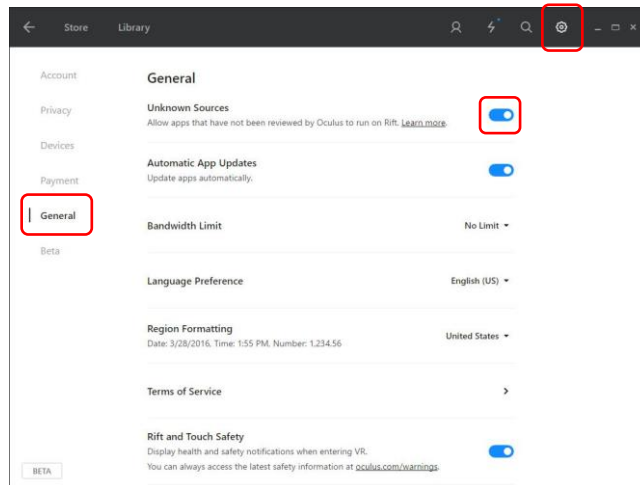 Store Library
Account
Privacy
Devices
Payment
General
Beta
BETA
General
Unknown Sources
Allow apps that have not been reviewed by Oculus to run on Rift. Learn more.
Automatic App Updates
Update apps automatically.
Bandwidth Limit No Limit
Language Preference English (US)
Region Formatting United States
Date: 3/28/2016, Time: 1:55 PM, Number: 1,234.56
Terms of Service
Rift and Touch Safety
Display health and safety notifications when entering VR.
You can always access the latest safety information at oculus.com/warnings.